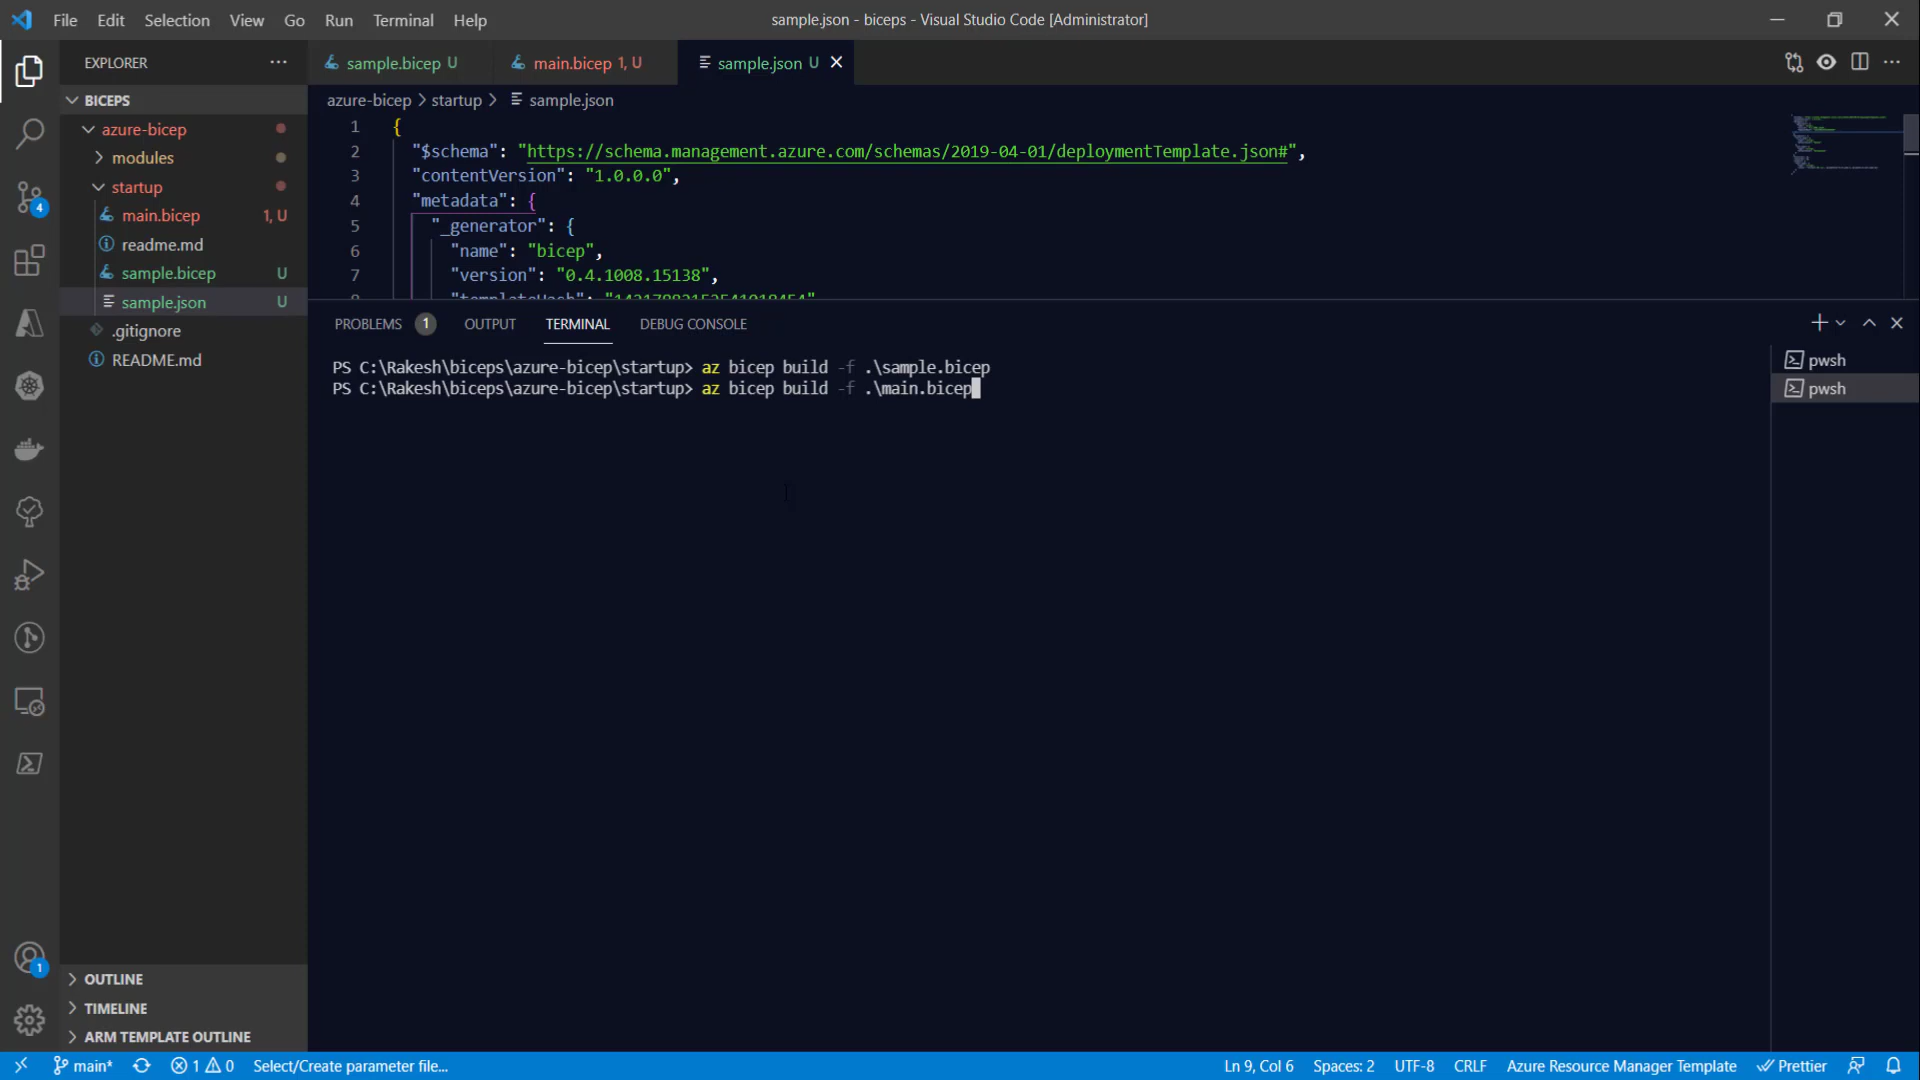 File Edit Selection View Go Run Terminal Help
sample.json - biceps - Visual Studio Code [Administrator]
EXPLORER
BICEPS
azure-bicep
modules
startup
main.bicep 1, U
readme.md
sample.bicep U
sample.json U
.gitignore
README.md
OUTLINE
TIMELINE
ARM TEMPLATE OUTLINE
4
1
sample.bicep U
main.bicep 1, U
sample.json U
azure-bicep > startup > sample.json
1 {
2 "$schema": "https://schema.management.azure.com/schemas/2019-04-01/deploymentTemplate.json#",
3 "contentVersion": "1.0.0.0",
4 "metadata": {
5 "_generator": {
6 "name": "bicep",
7 "version": "0.4.1008.15138",
8 "templateHash":
PROBLEMS 1 OUTPUT TERMINAL DEBUG CONSOLE
PS C:\Rakesh\biceps\azure-bicep\startup> az bicep build -f .\sample.bicep
PS C:\Rakesh\biceps\azure-bicep\startup> az bicep build -f .\main.bicep
pwsh
pwsh
main* 1 0 Select/Create parameter file... Ln 9, Col 6 Spaces: 2 UTF-8 CRLF Azure Resource Manager Template Prettier